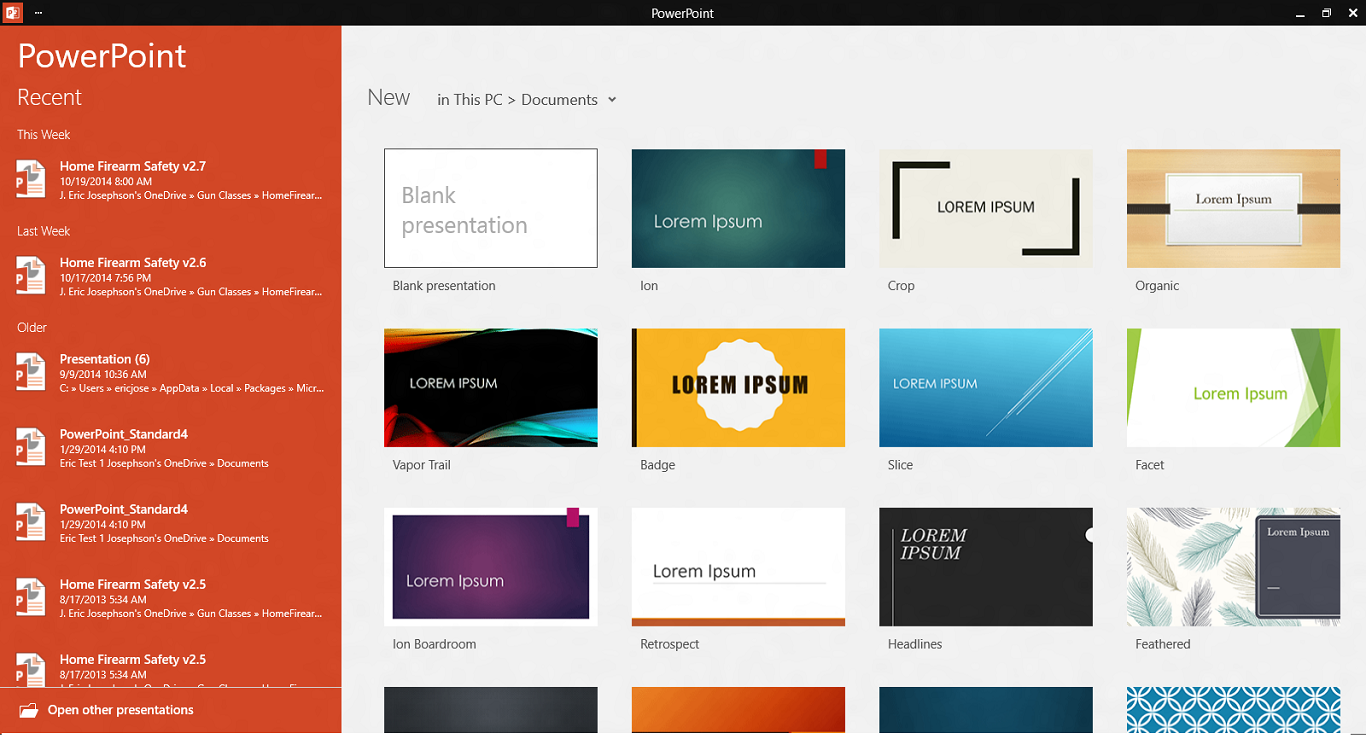 PowerPoint
PowerPoint
Recent
This Week
Home Firearm Safety v2.7
10/19/2014 8:00 AM
J. Eric Josephson's OneDrive » Gun Classes » HomeFirear...
Last Week
Home Firearm Safety v2.6
10/17/2014 7:56 PM
J. Eric Josephson's OneDrive » Gun Classes » HomeFirear...
Older
Presentation (6)
9/9/2014 10:36 AM
C: » Users » ericjose » AppData » Local » Packages » Micr...
PowerPoint_Standard4
1/29/2014 4:10 PM
Eric Test 1 Josephson's OneDrive » Documents
PowerPoint_Standard4
1/29/2014 4:10 PM
Eric Test 1 Josephson's OneDrive » Documents
Home Firearm Safety v2.5
8/17/2013 5:34 AM
J. Eric Josephson's OneDrive » Gun Classes » HomeFirear...
Home Firearm Safety v2.5
8/17/2013 5:34 AM
Open other presentations
New in This PC > Documents
Blank
presentation
Lorem Ipsum
LOREM IPSUM
Lorem Ipsum
Blank presentation
Ion
Crop
Organic
LOREM IPSUM
LOREM IPSUM
LOREM IPSUM
Lorem Ipsum
Vapor Trail
Badge
Slice
Facet
Lorem Ipsum
Lorem Ipsum
LOREM
IPSUM
Lorem Ipsum
Ion Boardroom
Retrospect
Headlines
Feathered